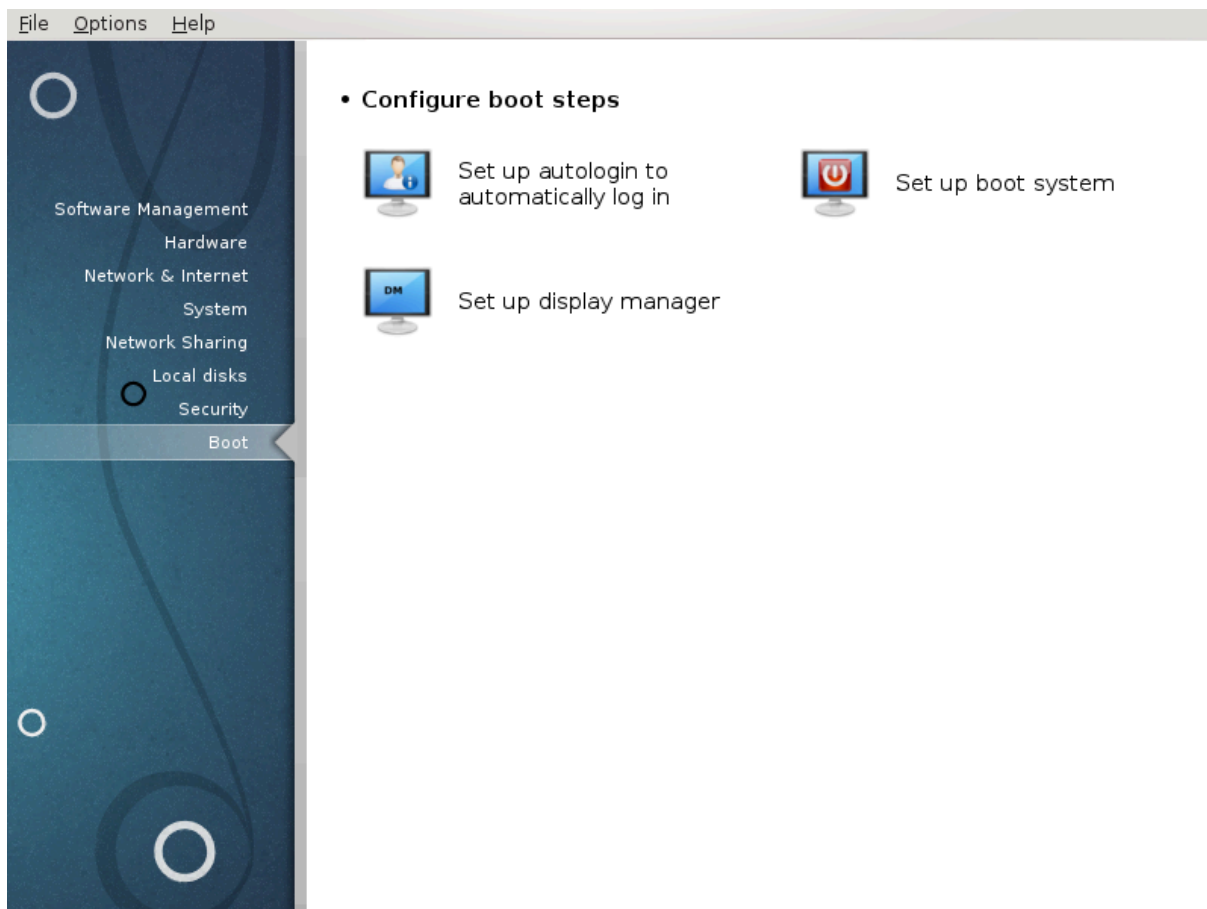 File Options Help
Software Management
Hardware
Network & Internet
System
Network Sharing
Local disks
Security
Boot
• Configure boot steps
Set up autologin to
automatically log in
Set up boot system
DM
Set up display manager